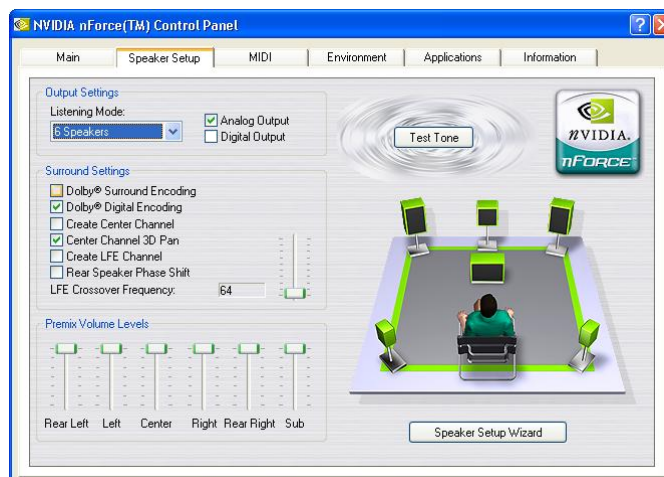 NVIDIA nForce(TM) Control Panel
Main Speaker Setup MIDI Environment Applications Information
Output Settings
Listening Mode:
6 Speakers
Analog Output
Digital Output
Test Tone
NVIDIA.
nFORCE
Surround Settings
Dolby® Surround Encoding
Dolby® Digital Encoding
Create Center Channel
Center Channel 3D Pan
Create LFE Channel
Rear Speaker Phase Shift
LFE Crossover Frequency: 64
Premix Volume Levels
Rear Left Left Center Right Rear Right Sub
Speaker Setup Wizard